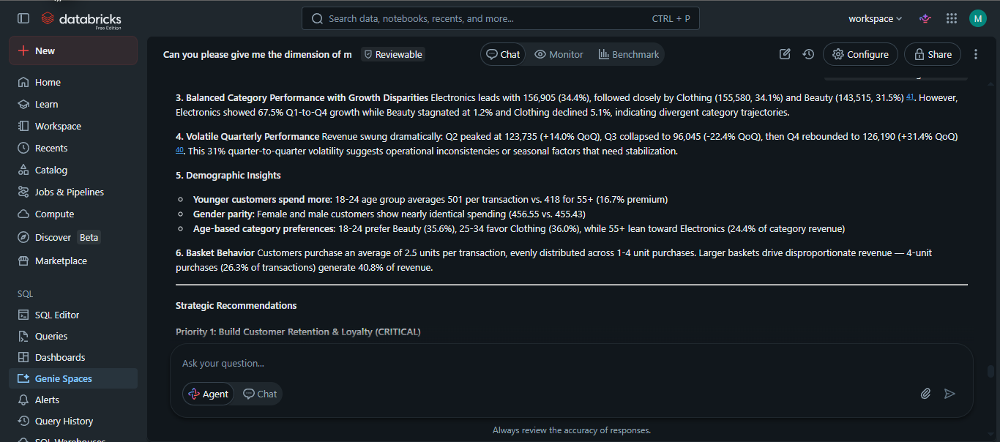 databricks
Free Edition
Search data, notebooks, recents, and more...
CTRL + P
workspace
M
New
Home
Learn
Workspace
Recents
Catalog
Jobs & Pipelines
Compute
Discover Beta
Marketplace
SQL
SQL Editor
Queries
Dashboards
Genie Spaces
Alerts
Query History
SQL Warehouses
Can you please give me the dimension of m
Reviewable
Chat
Monitor
Benchmark
Configure
Share
3. Balanced Category Performance with Growth Disparities Electronics leads with 156,905 (34.4%), followed closely by Clothing (155,580, 34.1%) and Beauty (143,515, 31.5%) 41. However,
Electronics showed 67.5% Q1-to-Q4 growth while Beauty stagnated at 1.2% and Clothing declined 5.1%, indicating divergent category trajectories.
4. Volatile Quarterly Performance Revenue swung dramatically: Q2 peaked at 123,735 (+14.0% QoQ), Q3 collapsed to 96,045 (-22.4% QoQ), then Q4 rebounded to 126,190 (+31.4% QoQ)
40. This 31% quarter-to-quarter volatility suggests operational inconsistencies or seasonal factors that need stabilization.
5. Demographic Insights
Younger customers spend more: 18-24 age group averages 501 per transaction vs. 418 for 55+ (16.7% premium)
Gender parity: Female and male customers show nearly identical spending (456.55 vs. 455.43)
Age-based category preferences: 18-24 prefer Beauty (35.6%), 25-34 favor Clothing (36.0%), while 55+ lean toward Electronics (24.4% of category revenue)
6. Basket Behavior Customers purchase an average of 2.5 units per transaction, evenly distributed across 1-4 unit purchases. Larger baskets drive disproportionate revenue — 4-unit
purchases (26.3% of transactions) generate 40.8% of revenue.
Strategic Recommendations
Priority 1: Build Customer Retention & Loyalty (CRITICAL)
Ask your question...
Agent
Chat
Always review the accuracy of responses.